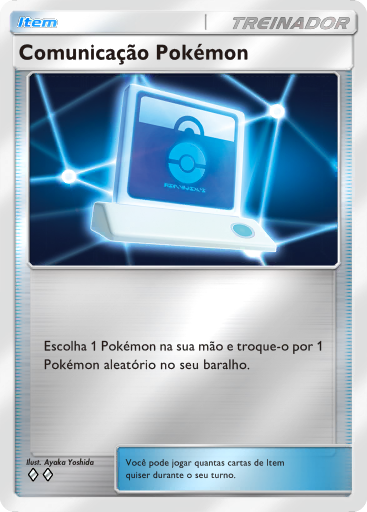 Item
TREINADOR
Comunicação Pokémon
Escolha 1 Pokémon na sua mão e troque-o por 1
Pokémon aleatório no seu baralho.
Ilust. Ayaka Yoshida
Você pode jogar quantas cartas de Item
quiser durante o seu turno.